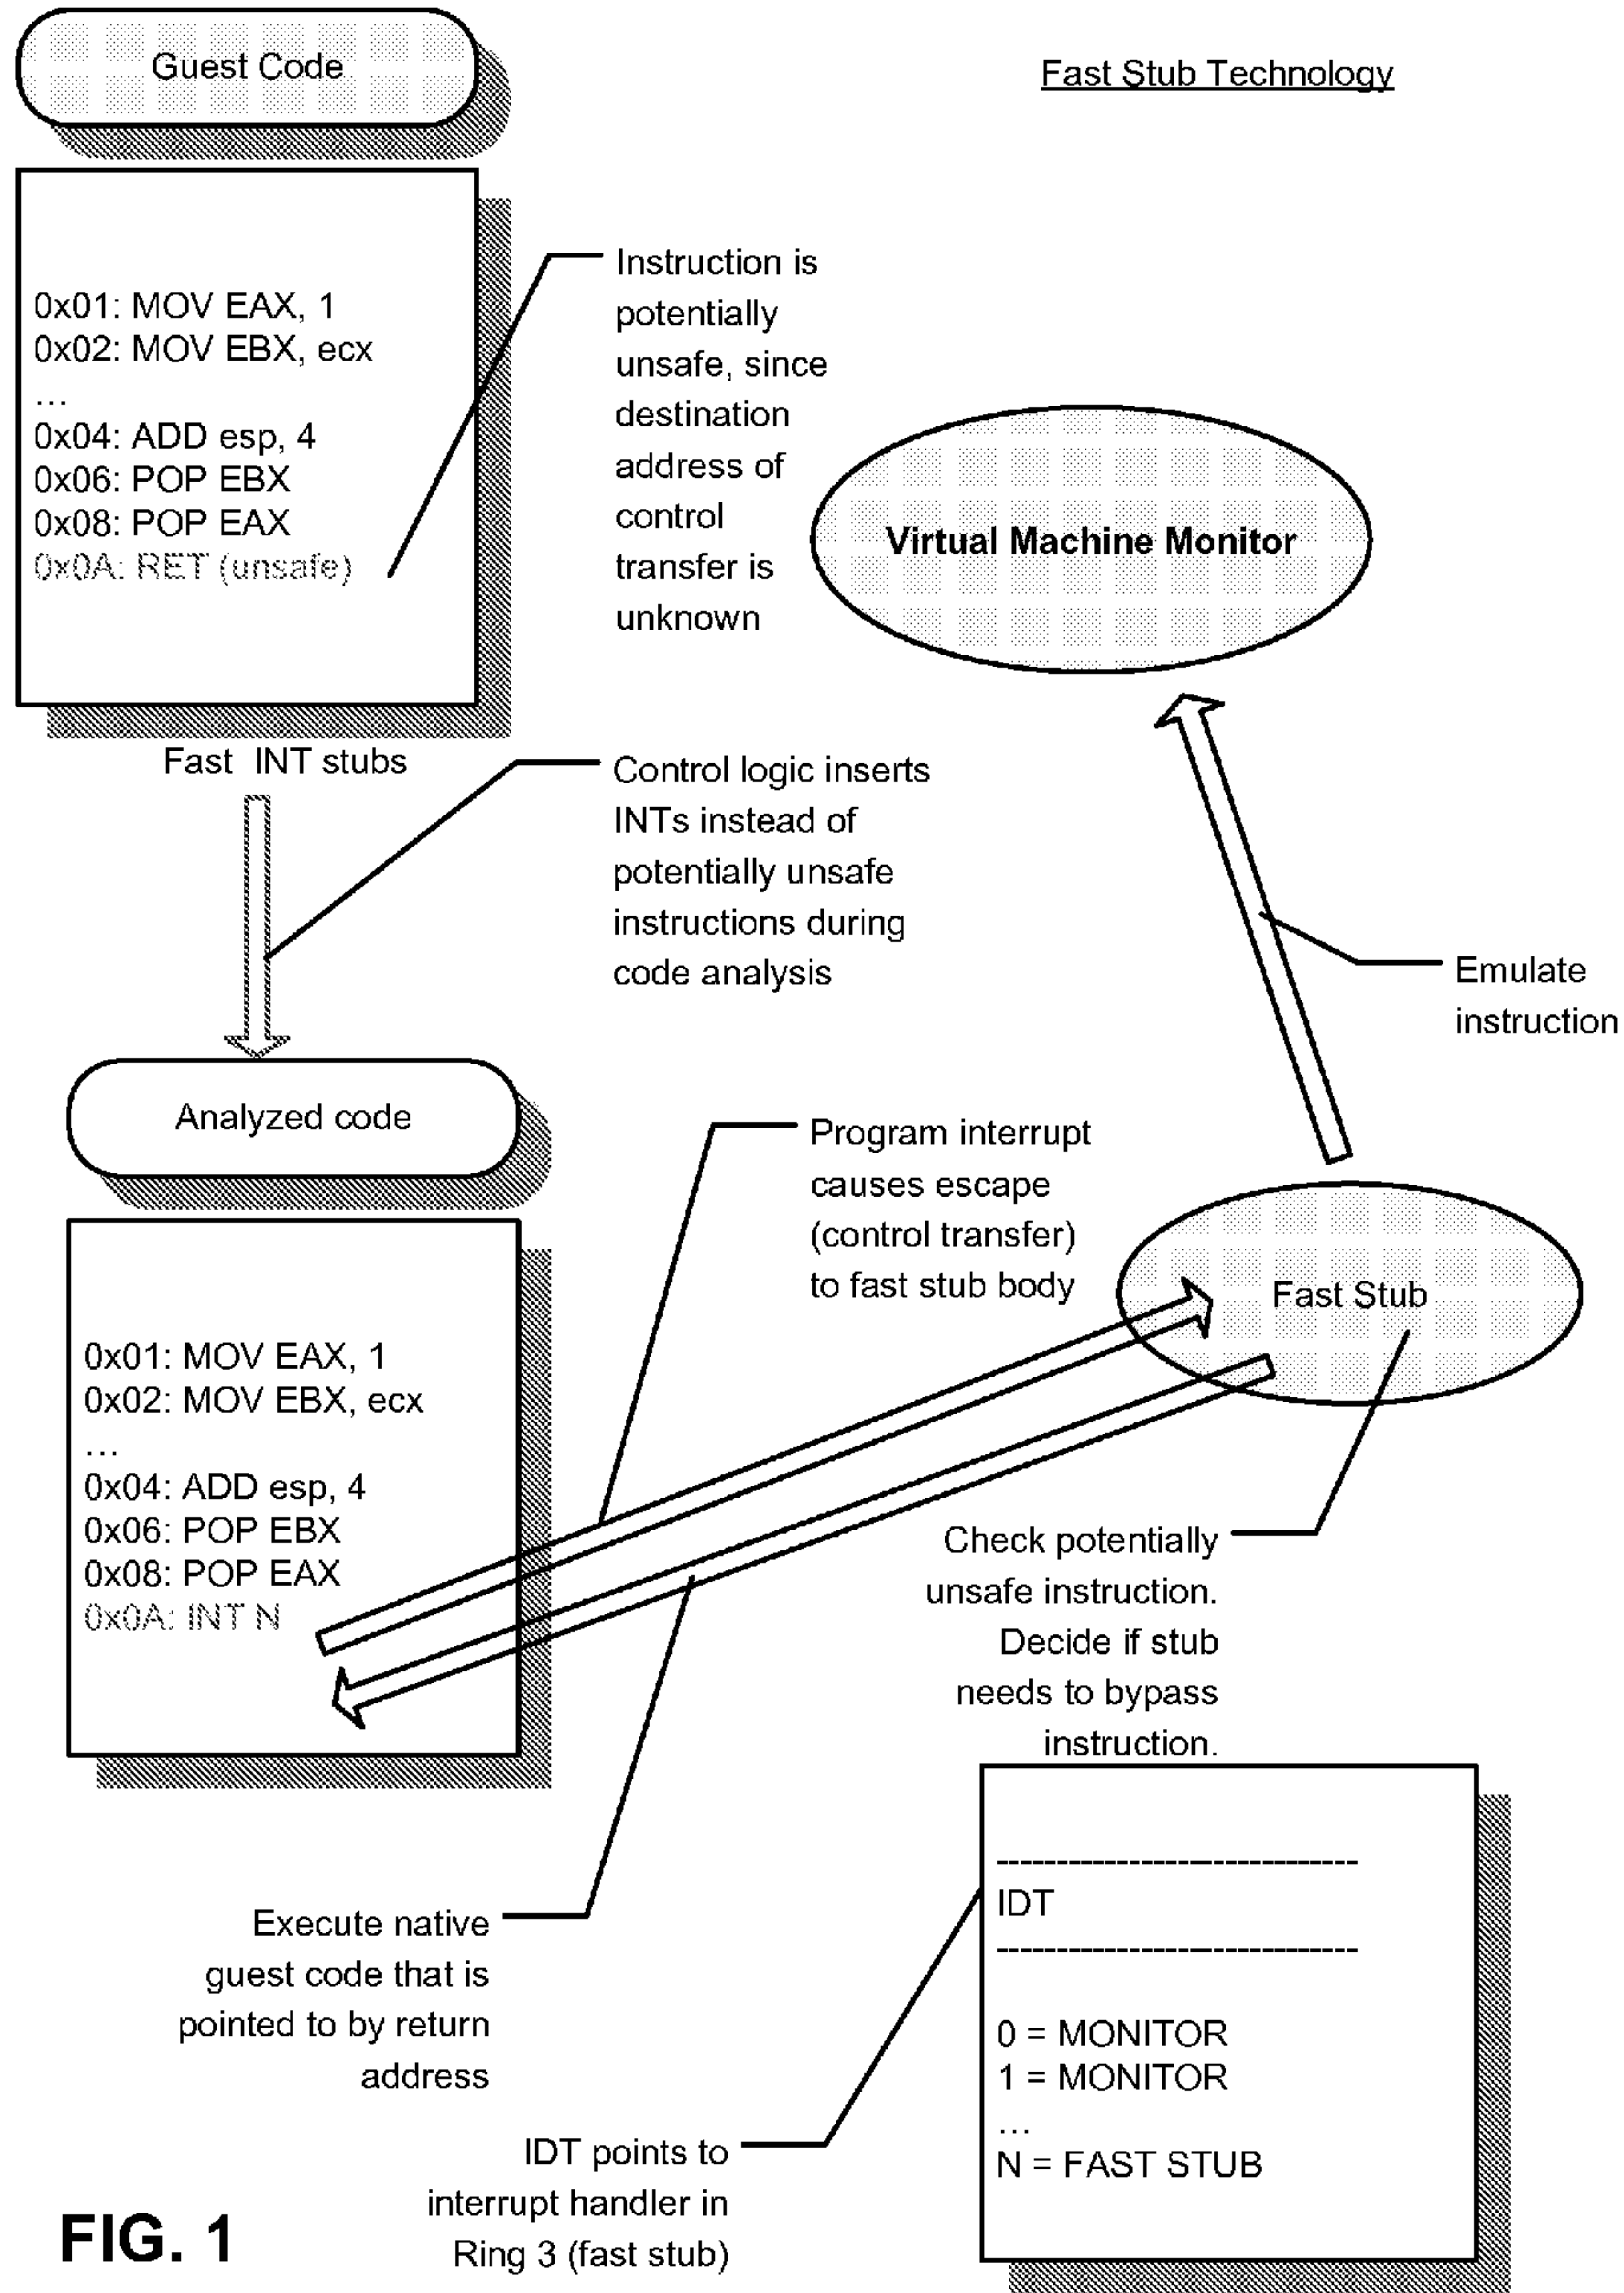 Guest Code
Fast Stub Technology
0x01: MOV EAX, 1
0x02: MOV EBX, ecx
...
0x04: ADD esp, 4
0x06: POP EBX
0x08: POP EAX
0x0A: RET (unsafe)
Instruction is
potentially
unsafe, since
destination
address of
control
transfer is
unknown
Virtual Machine Monitor
Fast INT stubs
Control logic inserts
INTs instead of
potentially unsafe
instructions during
code analysis
Emulate
instruction
Analyzed code
Program interrupt
causes escape
(control transfer)
to fast stub body
Fast Stub
0x01: MOV EAX, 1
0x02: MOV EBX, ecx
...
0x04: ADD esp, 4
0x06: POP EBX
0x08: POP EAX
0x0A: INT N
Check potentially
unsafe instruction.
Decide if stub
needs to bypass
instruction.
Execute native
guest code that is
pointed to by return
address
------------------------------
IDT
------------------------------
0 = MONITOR
1 = MONITOR
...
N = FAST STUB
IDT points to
interrupt handler in
Ring 3 (fast stub)
FIG. 1